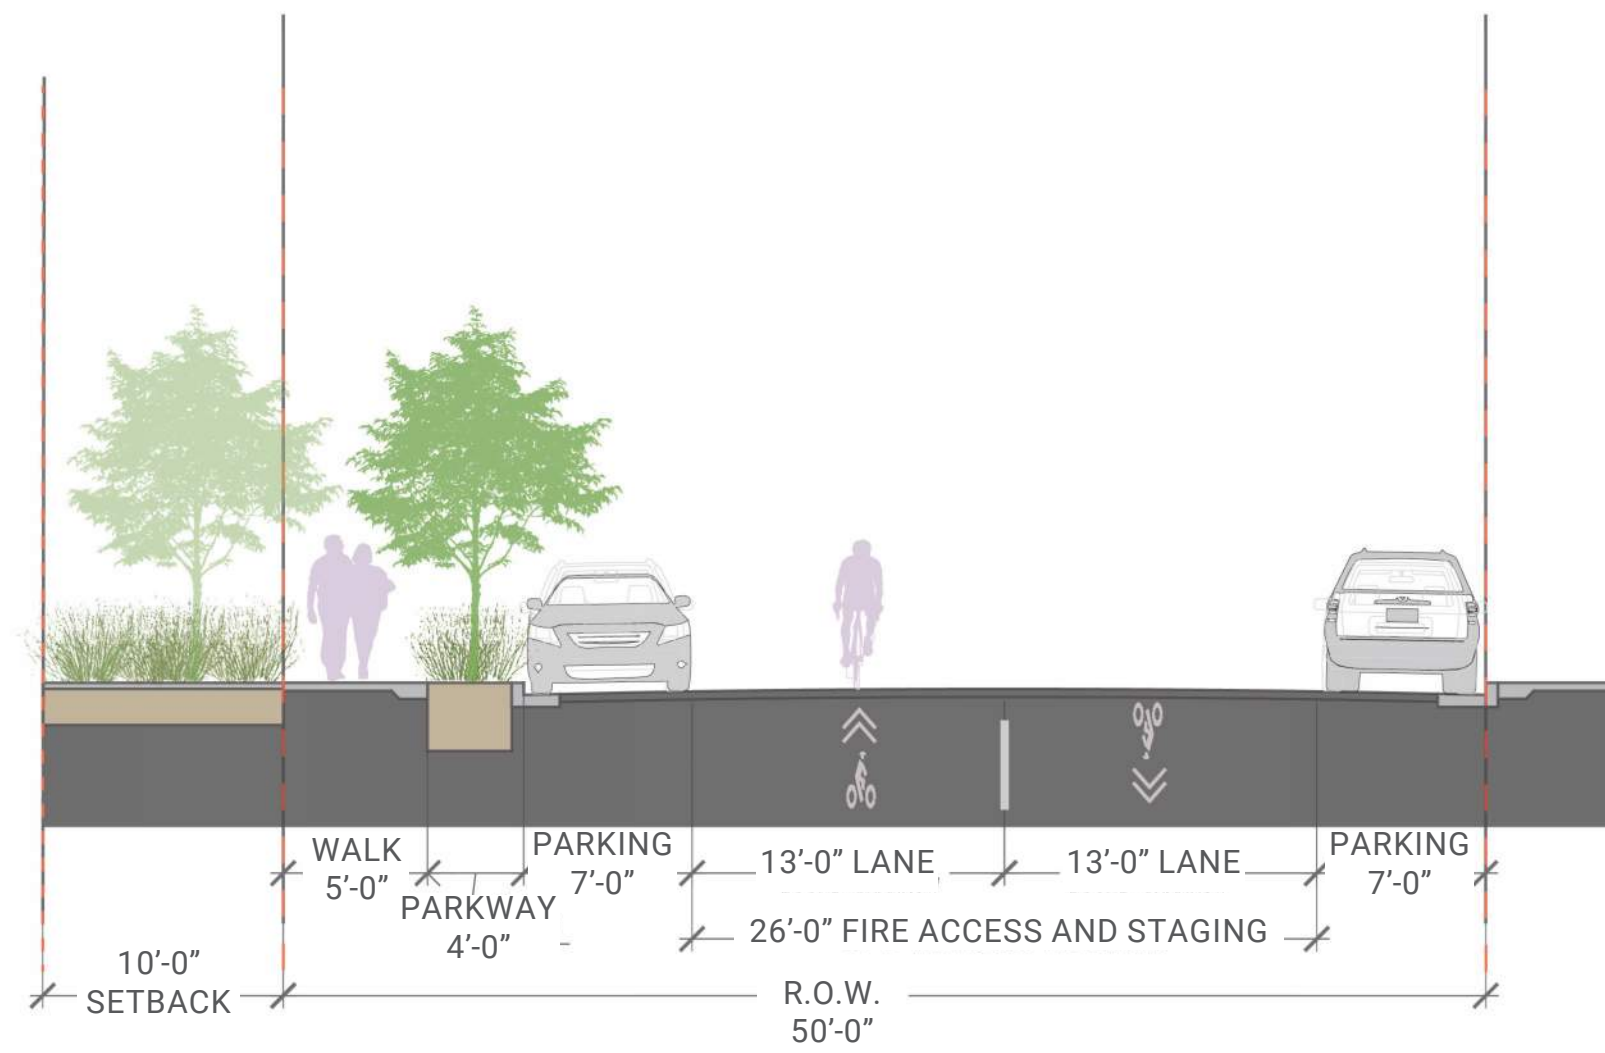 WALK
5’-0”
PARKWAY
4’-0”
PARKING
7’-0”
13’-0” LANE
13’-0” LANE
PARKING
7’-0”
26’-0” FIRE ACCESS AND STAGING
10’-0”
SETBACK
R.O.W.
50’-0”